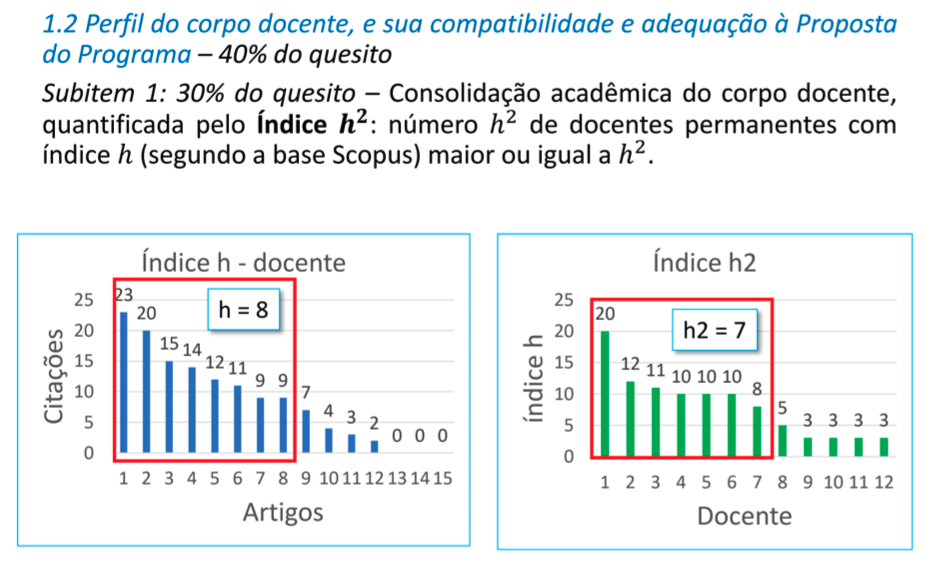 1.2 Perfil do corpo docente, e sua compatibilidade e adequação à Proposta
do Programa – 40% do quesito
Subitem 1: 30% do quesito – Consolidação acadêmica do corpo docente,
quantificada pelo Índice h²: número h² de docentes permanentes com
índice h (segundo a base Scopus) maior ou igual a h².
Índice h - docente
h = 8
Citações
25
20
15
10
5
0
23
20
15
14
12
11
9
9
7
4
3
2
0
0
0
1 2 3 4 5 6 7 8 9 10 11 12 13 14 15
Artigos
Índice h2
h2 = 7
índice h
25
20
15
10
5
0
20
12
11
10
10
10
8
5
3
3
3
3
1 2 3 4 5 6 7 8 9 10 11 12
Docente